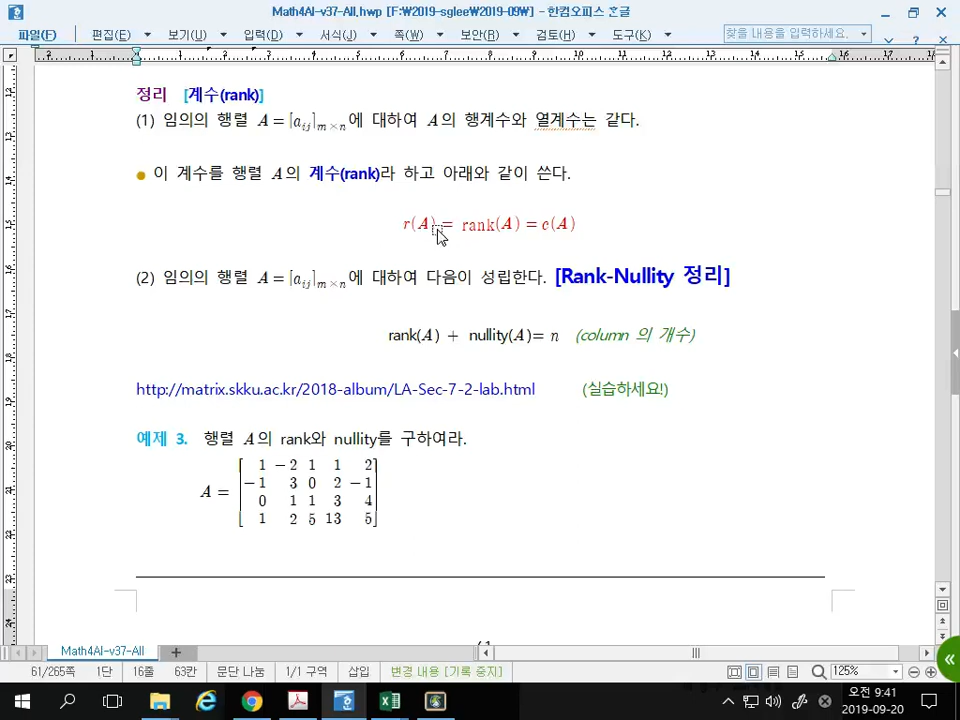 Math4AI-v37-All.hwp [F:₩2019-sglee₩2019-09₩] - 한컴오피스 한글
파일(F) 편집(E) 보기(U) 입력(D) 서식(J) 쪽(W) 보안(R) 검토(H) 도구(K) 찾을 내용을 입력하세요.
정리 [계수(rank)]
(1) 임의의 행렬 A = [a_{ij}]_{m×n}에 대하여 A의 행계수와 열계수는 같다.
● 이 계수를 행렬 A의 계수(rank)라 하고 아래와 같이 쓴다.
r(A) = rank(A) = c(A)
(2) 임의의 행렬 A = [a_{ij}]_{m×n}에 대하여 다음이 성립한다. [Rank-Nullity 정리]
rank(A) + nullity(A) = n (column 의 개수)
http://matrix.skku.ac.kr/2018-album/LA-Sec-7-2-lab.html (실습하세요!)
예제 3. 행렬 A의 rank와 nullity를 구하여라.
A =
1 -2 1 1 2
-1 3 0 2 -1
0 1 1 3 4
1 2 5 13 5
Math4AI-v37-All
61/265쪽 1단 16줄 63칸 문단 나눔 1/1 구역 삽입 변경 내용 [기록 중지] 125%
오전 9:41
2019-09-20